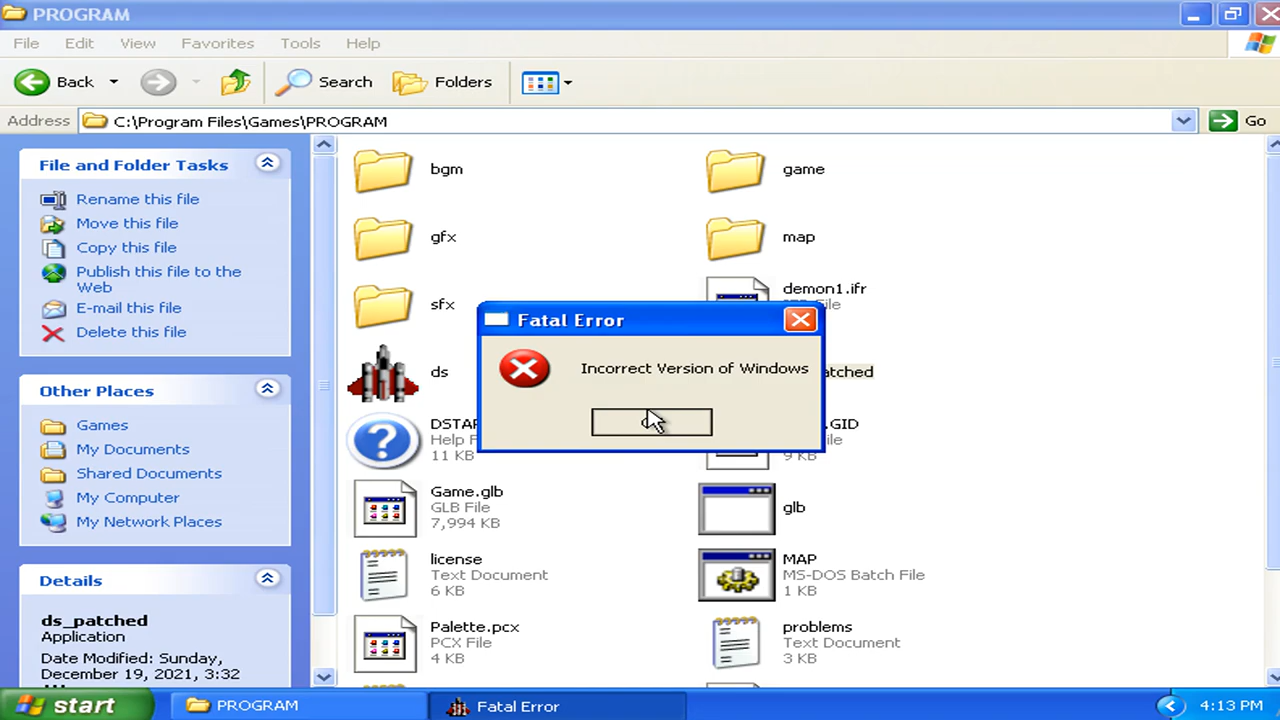 PROGRAM
File Edit View Favorites Tools Help
Back Search Folders
Address C:\Program Files\Games\PROGRAM Go
File and Folder Tasks
Rename this file
Move this file
Copy this file
Publish this file to the
Web
E-mail this file
Delete this file
Other Places
Games
My Documents
Shared Documents
My Computer
My Network Places
Details
ds_patched
Application
Date Modified: Sunday,
December 19, 2021, 3:32
bgm
game
gfx
map
sfx
demon1.ifr
File
ds
atched
DSTAR
Help F
11 KB
.GID
ile
9 KB
Game.glb
GLB File
7,994 KB
glb
license
Text Document
6 KB
MAP
MS-DOS Batch File
1 KB
Palette.pcx
PCX File
4 KB
problems
Text Document
3 KB
Fatal Error
Incorrect Version of Windows
start PROGRAM Fatal Error 4:13 PM